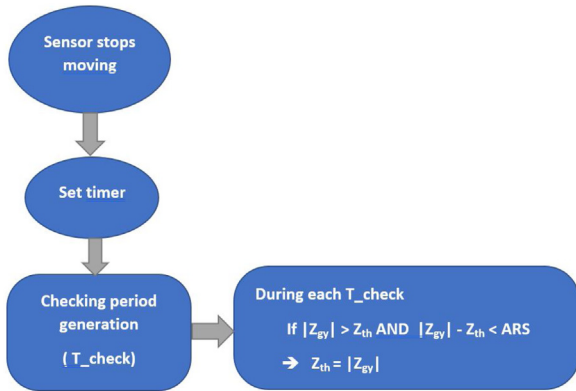 Sensor stops
moving
Set timer
Checking period
generation
( T_check)
During each T_check
If |Zgy| > Zth AND |Zgy| - Zth < ARS
➔ Zth = |Zgy|